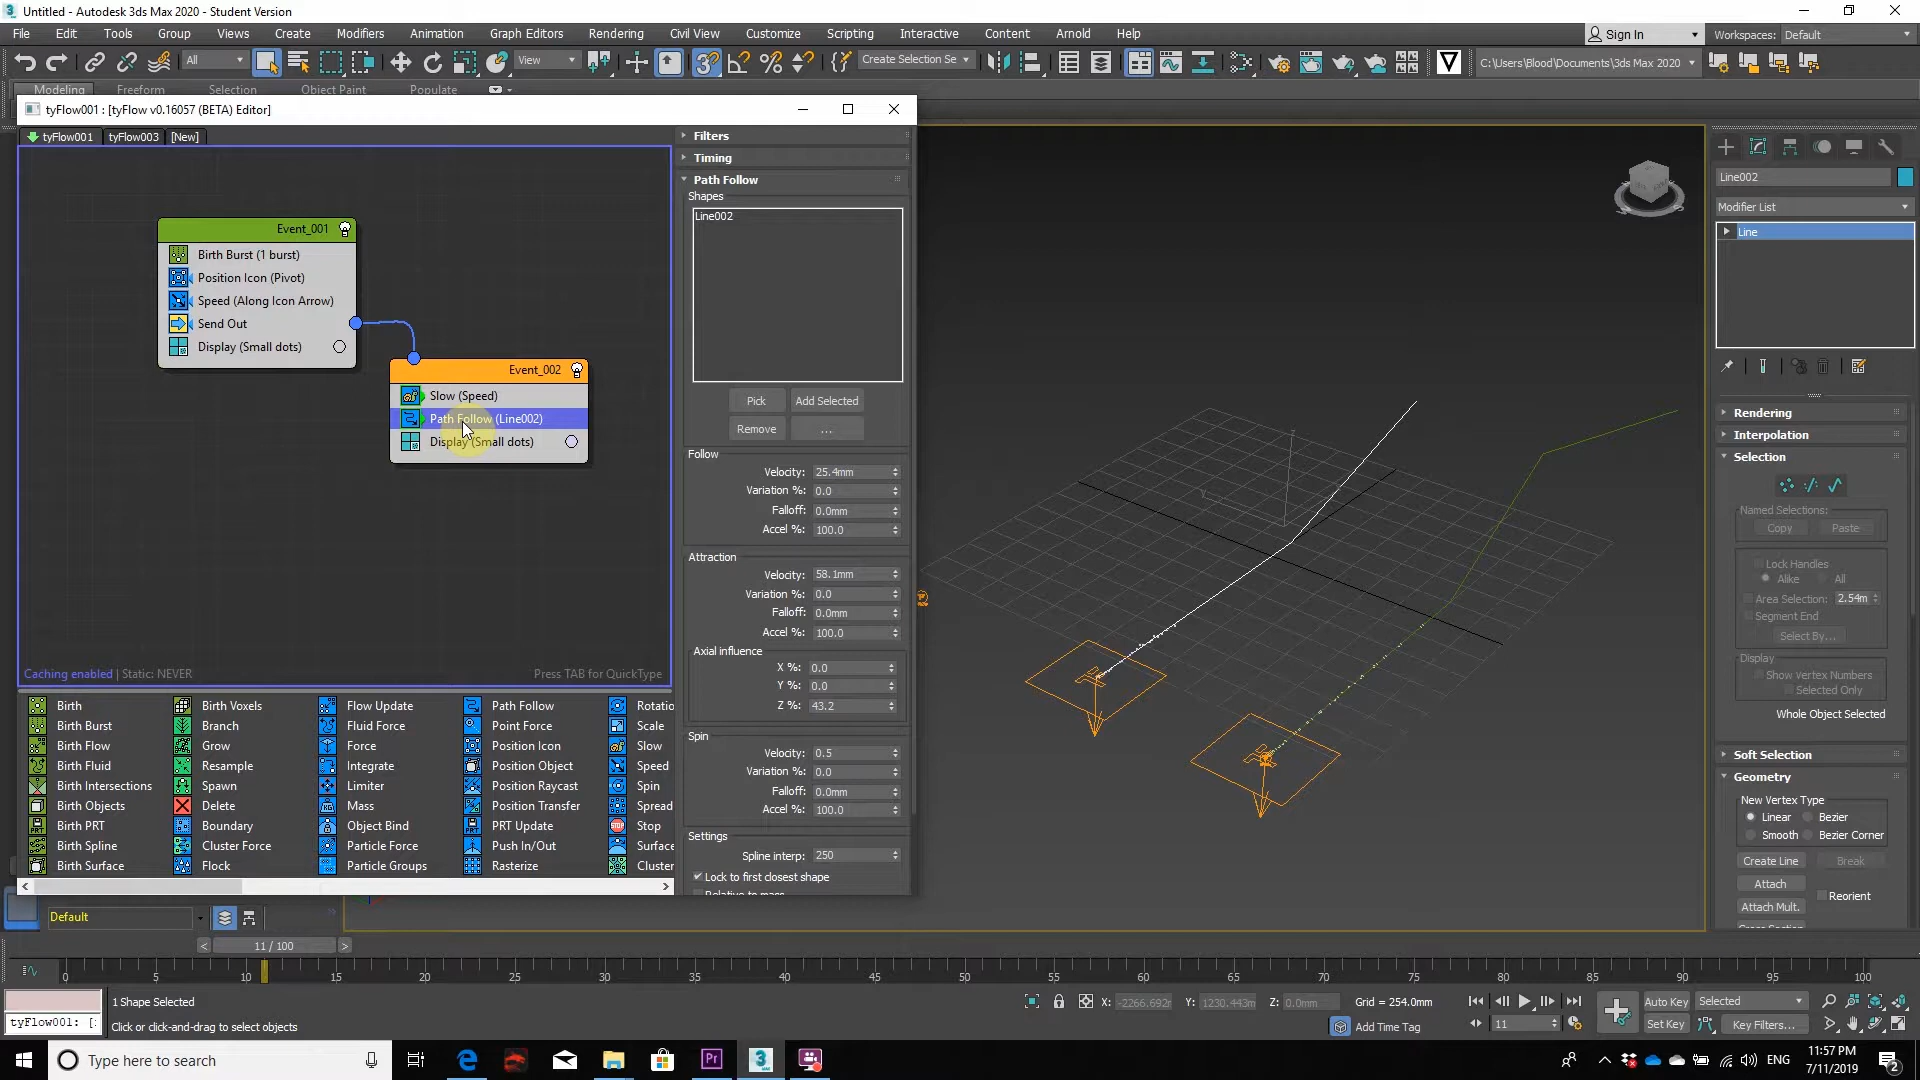 Untitled - Autodesk 3ds Max 2020 - Student Version
File Edit Tools Group Views Create Modifiers Animation Graph Editors Rendering Civil View Customize Scripting Interactive Content Arnold Help
Sign In Workspaces: Default
All View Create Selection Se C:\Users\Blood\Documents\3ds Max 2020
Modeling Freeform Selection Object Paint Populate
tyFlow001 : [tyFlow v0.16057 (BETA) Editor]
tyFlow001 tyFlow003 [New]
Event_001
Birth Burst (1 burst)
Position Icon (Pivot)
Speed (Along Icon Arrow)
Send Out
Display (Small dots)
Event_002
Slow (Speed)
Path Follow (Line002)
Display (Small dots)
Caching enabled | Static: NEVER Press TAB for QuickType
Birth Birth Voxels Flow Update Path Follow Rotatio
Birth Burst Branch Fluid Force Point Force Scale
Birth Flow Grow Force Position Icon Slow
Birth Fluid Resample Integrate Position Object Speed
Birth Intersections Spawn Limiter Position Raycast Spin
Birth Objects Delete Mass Position Transfer Spread
Birth PRT Boundary Object Bind PRT Update Stop
Birth Spline Cluster Force Particle Force Push In/Out Surface
Birth Surface Flock Particle Groups Rasterize Cluster
Filters
Timing
Path Follow
Shapes
Line002
Pick Add Selected
Remove ...
Follow
Velocity: 25.4mm
Variation %: 0.0
Falloff: 0.0mm
Accel %: 100.0
Attraction
Velocity: 58.1mm
Variation %: 0.0
Falloff: 0.0mm
Accel %: 100.0
Axial influence
X %: 0.0
Y %: 0.0
Z %: 43.2
Spin
Velocity: 0.5
Variation %: 0.0
Falloff: 0.0mm
Accel %: 100.0
Settings
Spline interp: 250
Lock to first closest shape
Relative to mass
Line002
Modifier List
Line
Rendering
Interpolation
Selection
Named Selections:
Copy Paste
Lock Handles
Alike All
Area Selection: 2.54m
Segment End
Select By...
Display
Show Vertex Numbers
Selected Only
Whole Object Selected
Soft Selection
Geometry
New Vertex Type
Linear Bezier
Smooth Bezier Corner
Create Line Break
Attach Reorient
Attach Mult.
Cross Section
Default
< 11 / 100 >
0 5 10 15 20 25 30 35 40 45 50 55 60 65 70 75 80 85 90 95 100
1 Shape Selected X: -2266.692m Y: 1230.443m Z: 0.0mm Grid = 254.0mm Auto Key Selected
tyFlow001: [: Click or click-and-drag to select objects Add Time Tag 11 Set Key Key Filters...
Type here to search
ENG
11:57 PM
7/11/2019
2